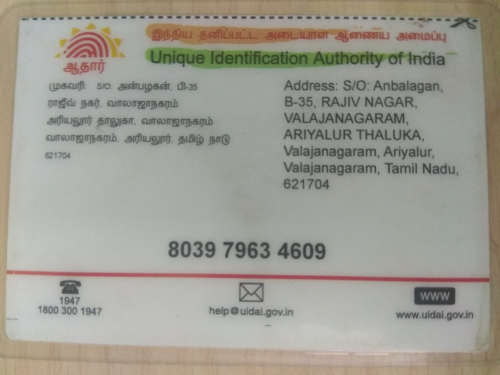 இந்திய தனிப்பட்ட அடையாள ஆணைய அமைப்பு
Unique Identification Authority of India
ஆதார்
முகவரி: S/O: அன்பழகன், பி-35
ராஜீவ் நகர், வாலாஜாநகரம்
அரியலூர் தாலுகா, வாலாஜாநகரம்
வாலாஜாநகரம், அரியலூர், தமிழ் நாடு
621704
Address: S/O: Anbalagan,
B-35, RAJIV NAGAR,
VALAJANAGARAM,
ARIYALUR THALUKA,
Valajanagaram, Ariyalur,
Valajanagaram, Tamil Nadu,
621704
8039 7963 4609
1947
1800 300 1947
help@uidai.gov.in
WWW
www.uidai.gov.in